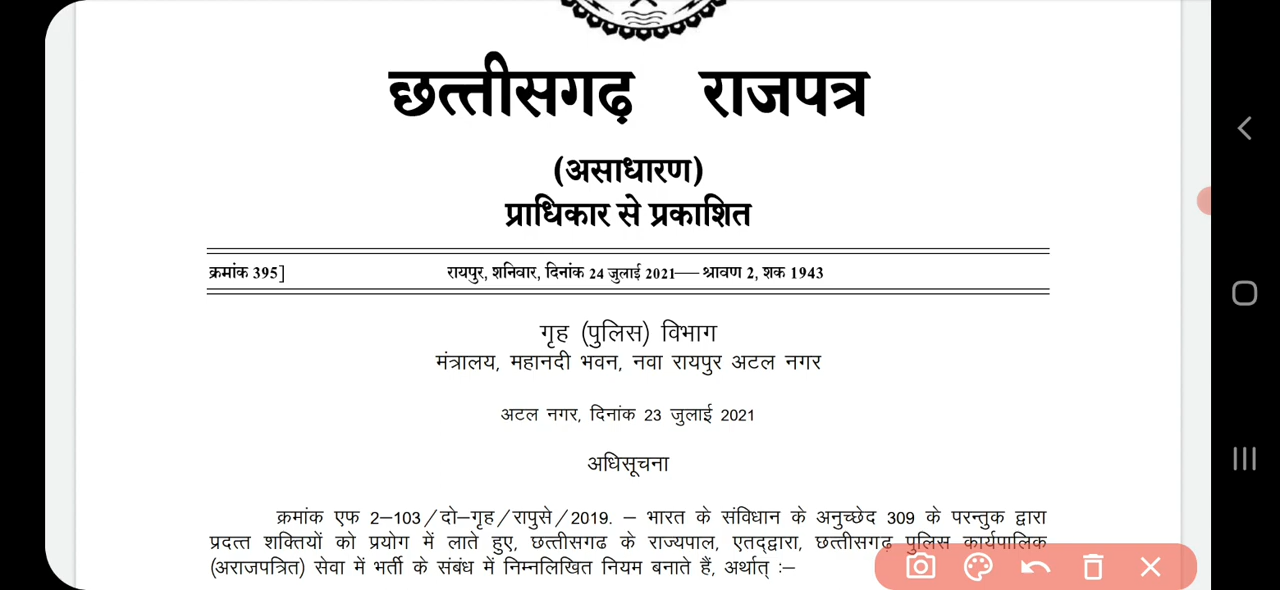 छत्तीसगढ़ राजपत्र
(असाधारण)
प्राधिकार से प्रकाशित
क्रमांक 395] रायपुर, शनिवार, दिनांक 24 जुलाई 2021— श्रावण 2, शक 1943
गृह (पुलिस) विभाग
मंत्रालय, महानदी भवन, नवा रायपुर अटल नगर
अटल नगर, दिनांक 23 जुलाई 2021
अधिसूचना
क्रमांक एफ 2–103/दो–गृह/रापुसे/2019. – भारत के संविधान के अनुच्छेद 309 के परन्तुक द्वारा
प्रदत्त शक्तियों को प्रयोग में लाते हुए, छत्तीसगढ के राज्यपाल, एतद्द्वारा, छत्तीसगढ़ पुलिस कार्यपालिक
(अराजपत्रित) सेवा में भर्ती के संबंध में निम्नलिखित नियम बनाते हैं, अर्थात् :–